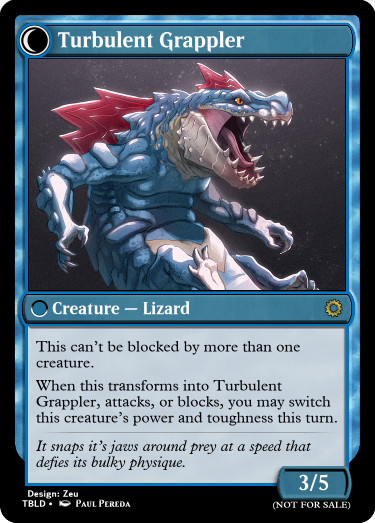 Turbulent Grappler
Creature — Lizard
This can't be blocked by more than one
creature.
When this transforms into Turbulent
Grappler, attacks, or blocks, you may switch
this creature's power and toughness this turn.
It snaps it's jaws around prey at a speed that
defies its bulky physique.
3/5
Design: Zeu
TBLD • Paul Pereda
(NOT FOR SALE)